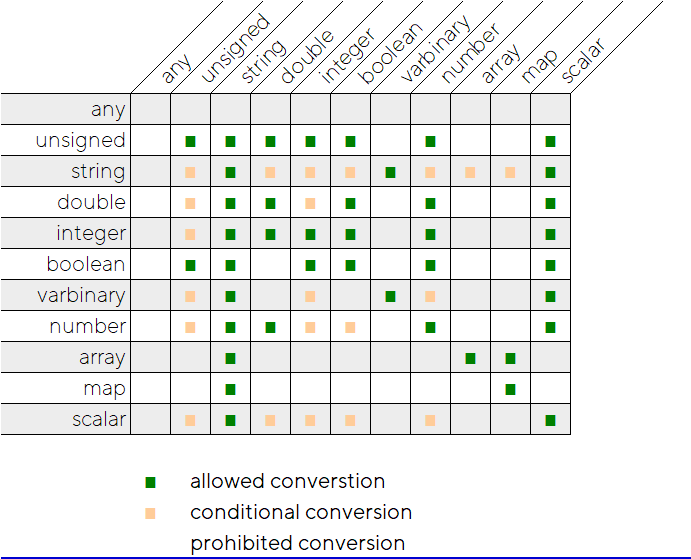 any
unsigned
string
double
integer
boolean
varbinary
number
array
map
scalar
any
unsigned
string
double
integer
boolean
varbinary
number
array
map
scalar
allowed converstion
conditional conversion
prohibited conversion